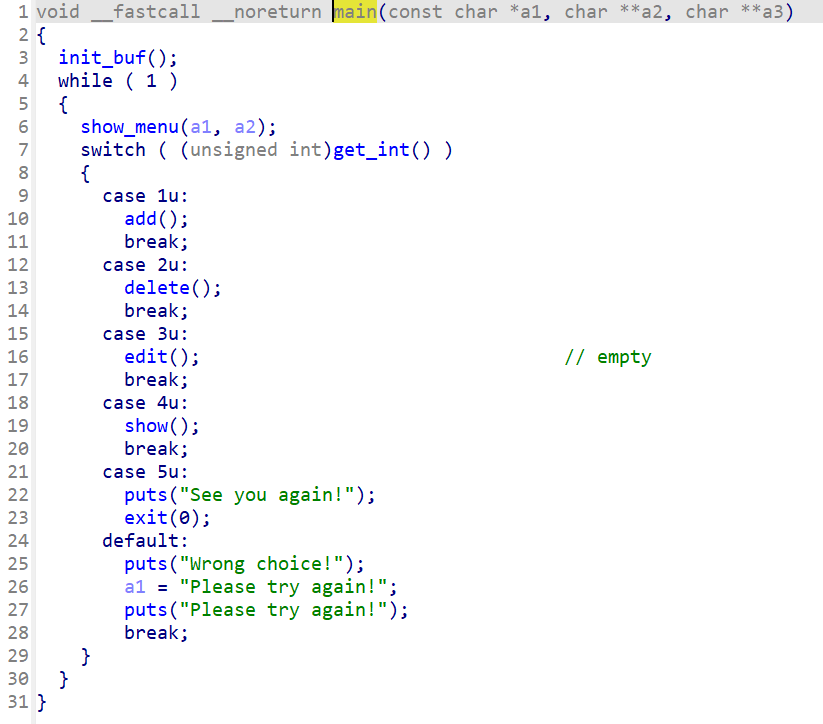 1 void __fastcall __noreturn main(const char *a1, char **a2, char **a3)
2 {
3   init_buf();
4   while ( 1 )
5   {
6     show_menu(a1, a2);
7     switch ( (unsigned int)get_int() )
8     {
9       case 1u:
10         add();
11         break;
12       case 2u:
13         delete();
14         break;
15       case 3u:
16         edit();                                  // empty
17         break;
18       case 4u:
19         show();
20         break;
21       case 5u:
22         puts("See you again!");
23         exit(0);
24       default:
25         puts("Wrong choice!");
26         a1 = "Please try again!";
27         puts("Please try again!");
28         break;
29     }
30   }
31 }